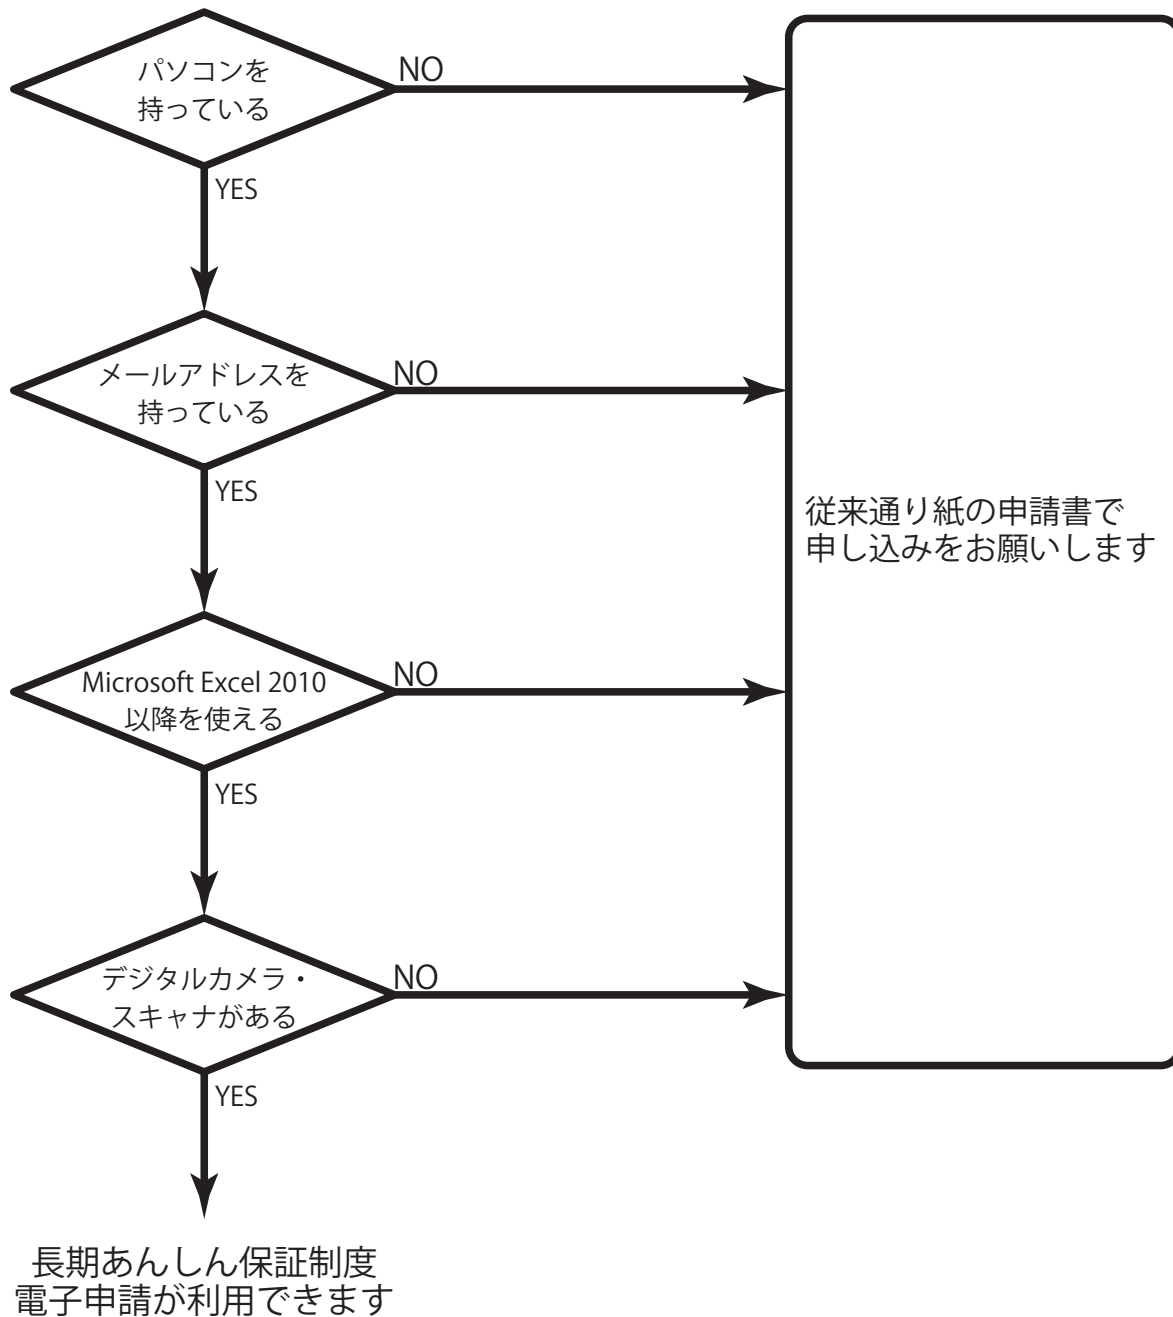 パソコンを
持っている
NO
YES
メールアドレスを
持っている
NO
YES
従来通り紙の申請書で
申し込みをお願いします
Microsoft Excel 2010
以降を使える
NO
YES
デジタルカメラ・
スキャナがある
NO
YES
長期あんしん保証制度
電子申請が利用できます